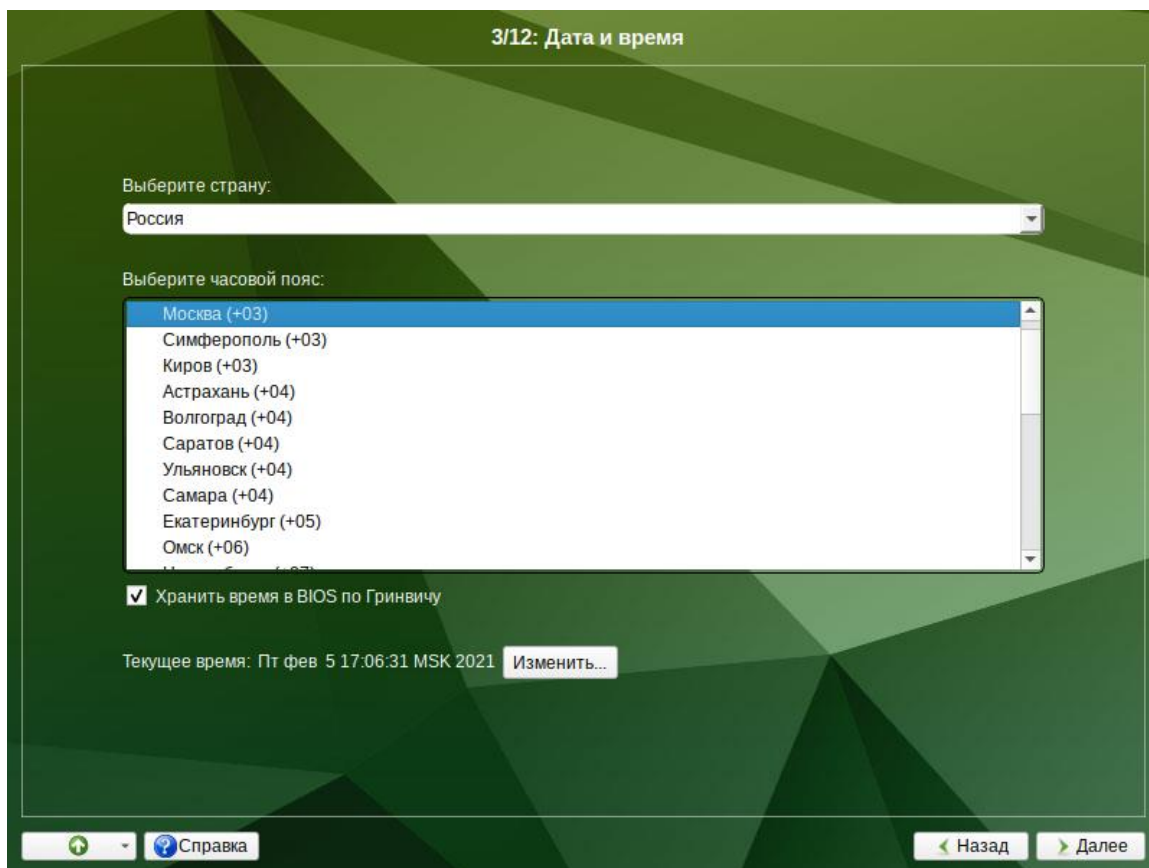 3/12: Дата и время
Выберите страну:
Россия
Выберите часовой пояс:
Москва (+03)
Симферополь (+03)
Киров (+03)
Астрахань (+04)
Волгоград (+04)
Саратов (+04)
Ульяновск (+04)
Самара (+04)
Екатеринбург (+05)
Омск (+06)
Хранить время в BIOS по Гринвичу
Текущее время: Пт фев 5 17:06:31 MSK 2021 Изменить...
Справка Назад Далее